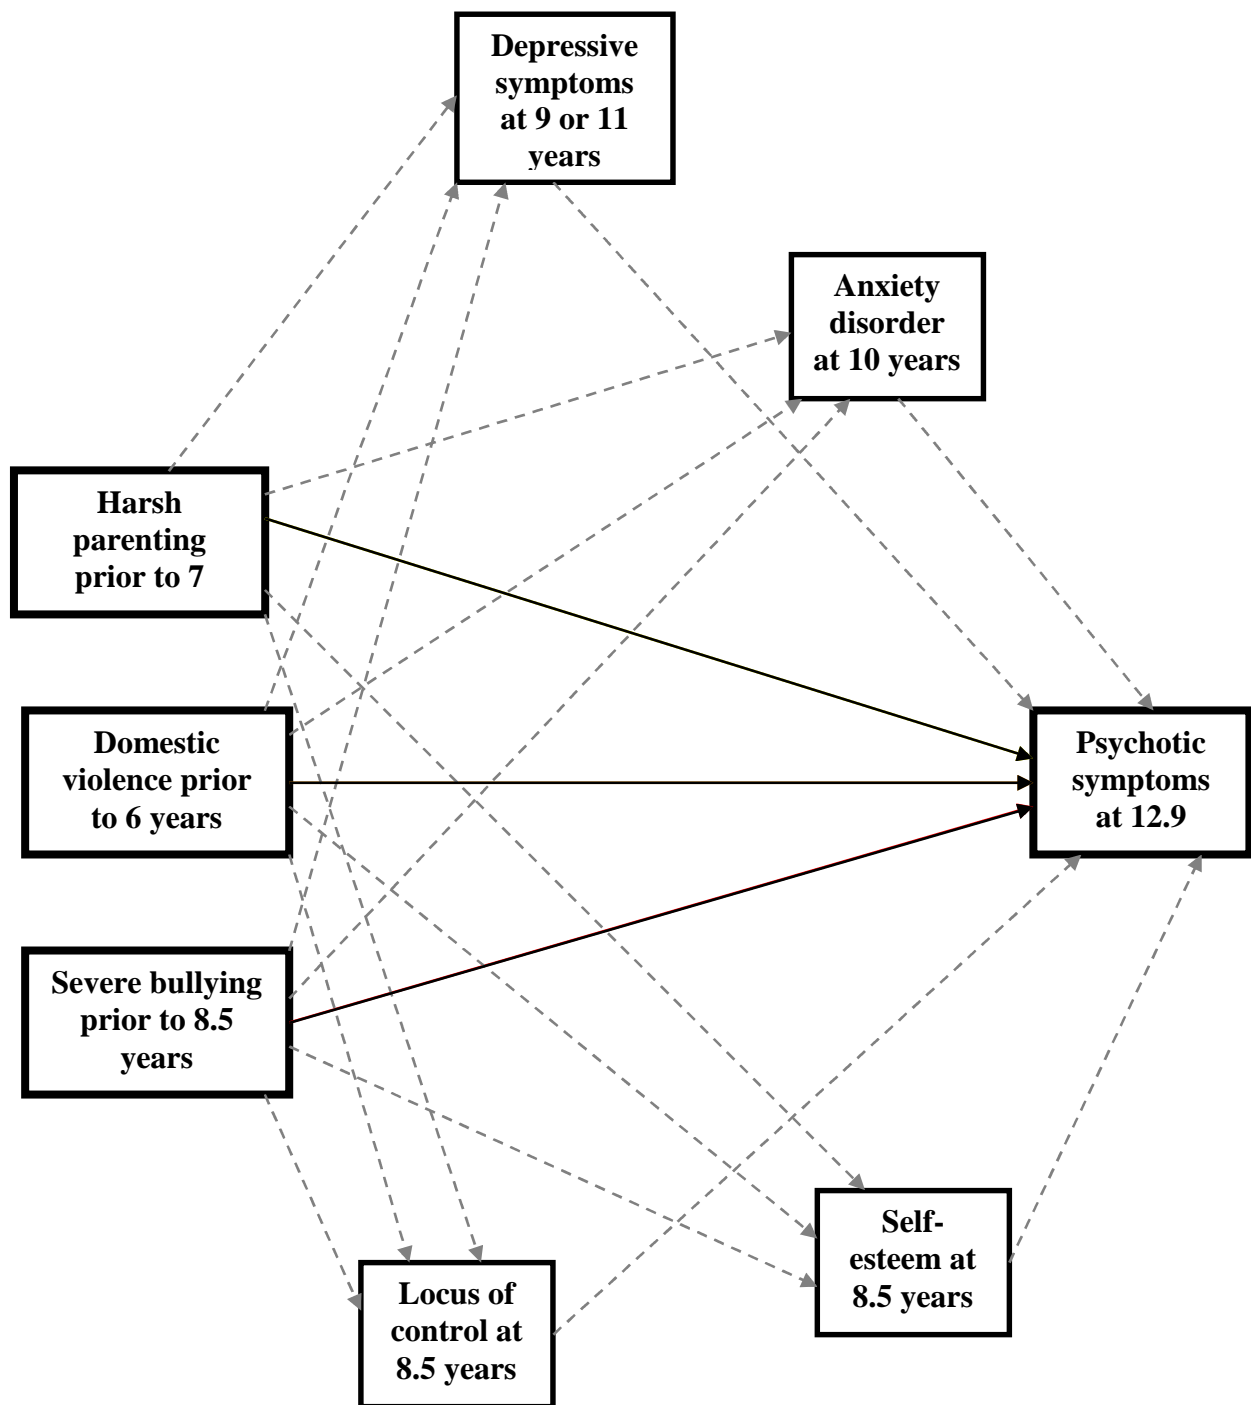 Depressive
symptoms
at 9 or 11
years
Anxiety
disorder
at 10 years
Harsh
parenting
prior to 7
Domestic
violence prior
to 6 years
Psychotic
symptoms
at 12.9
Severe bullying
prior to 8.5
years
Self-
esteem at
8.5 years
Locus of
control at
8.5 years